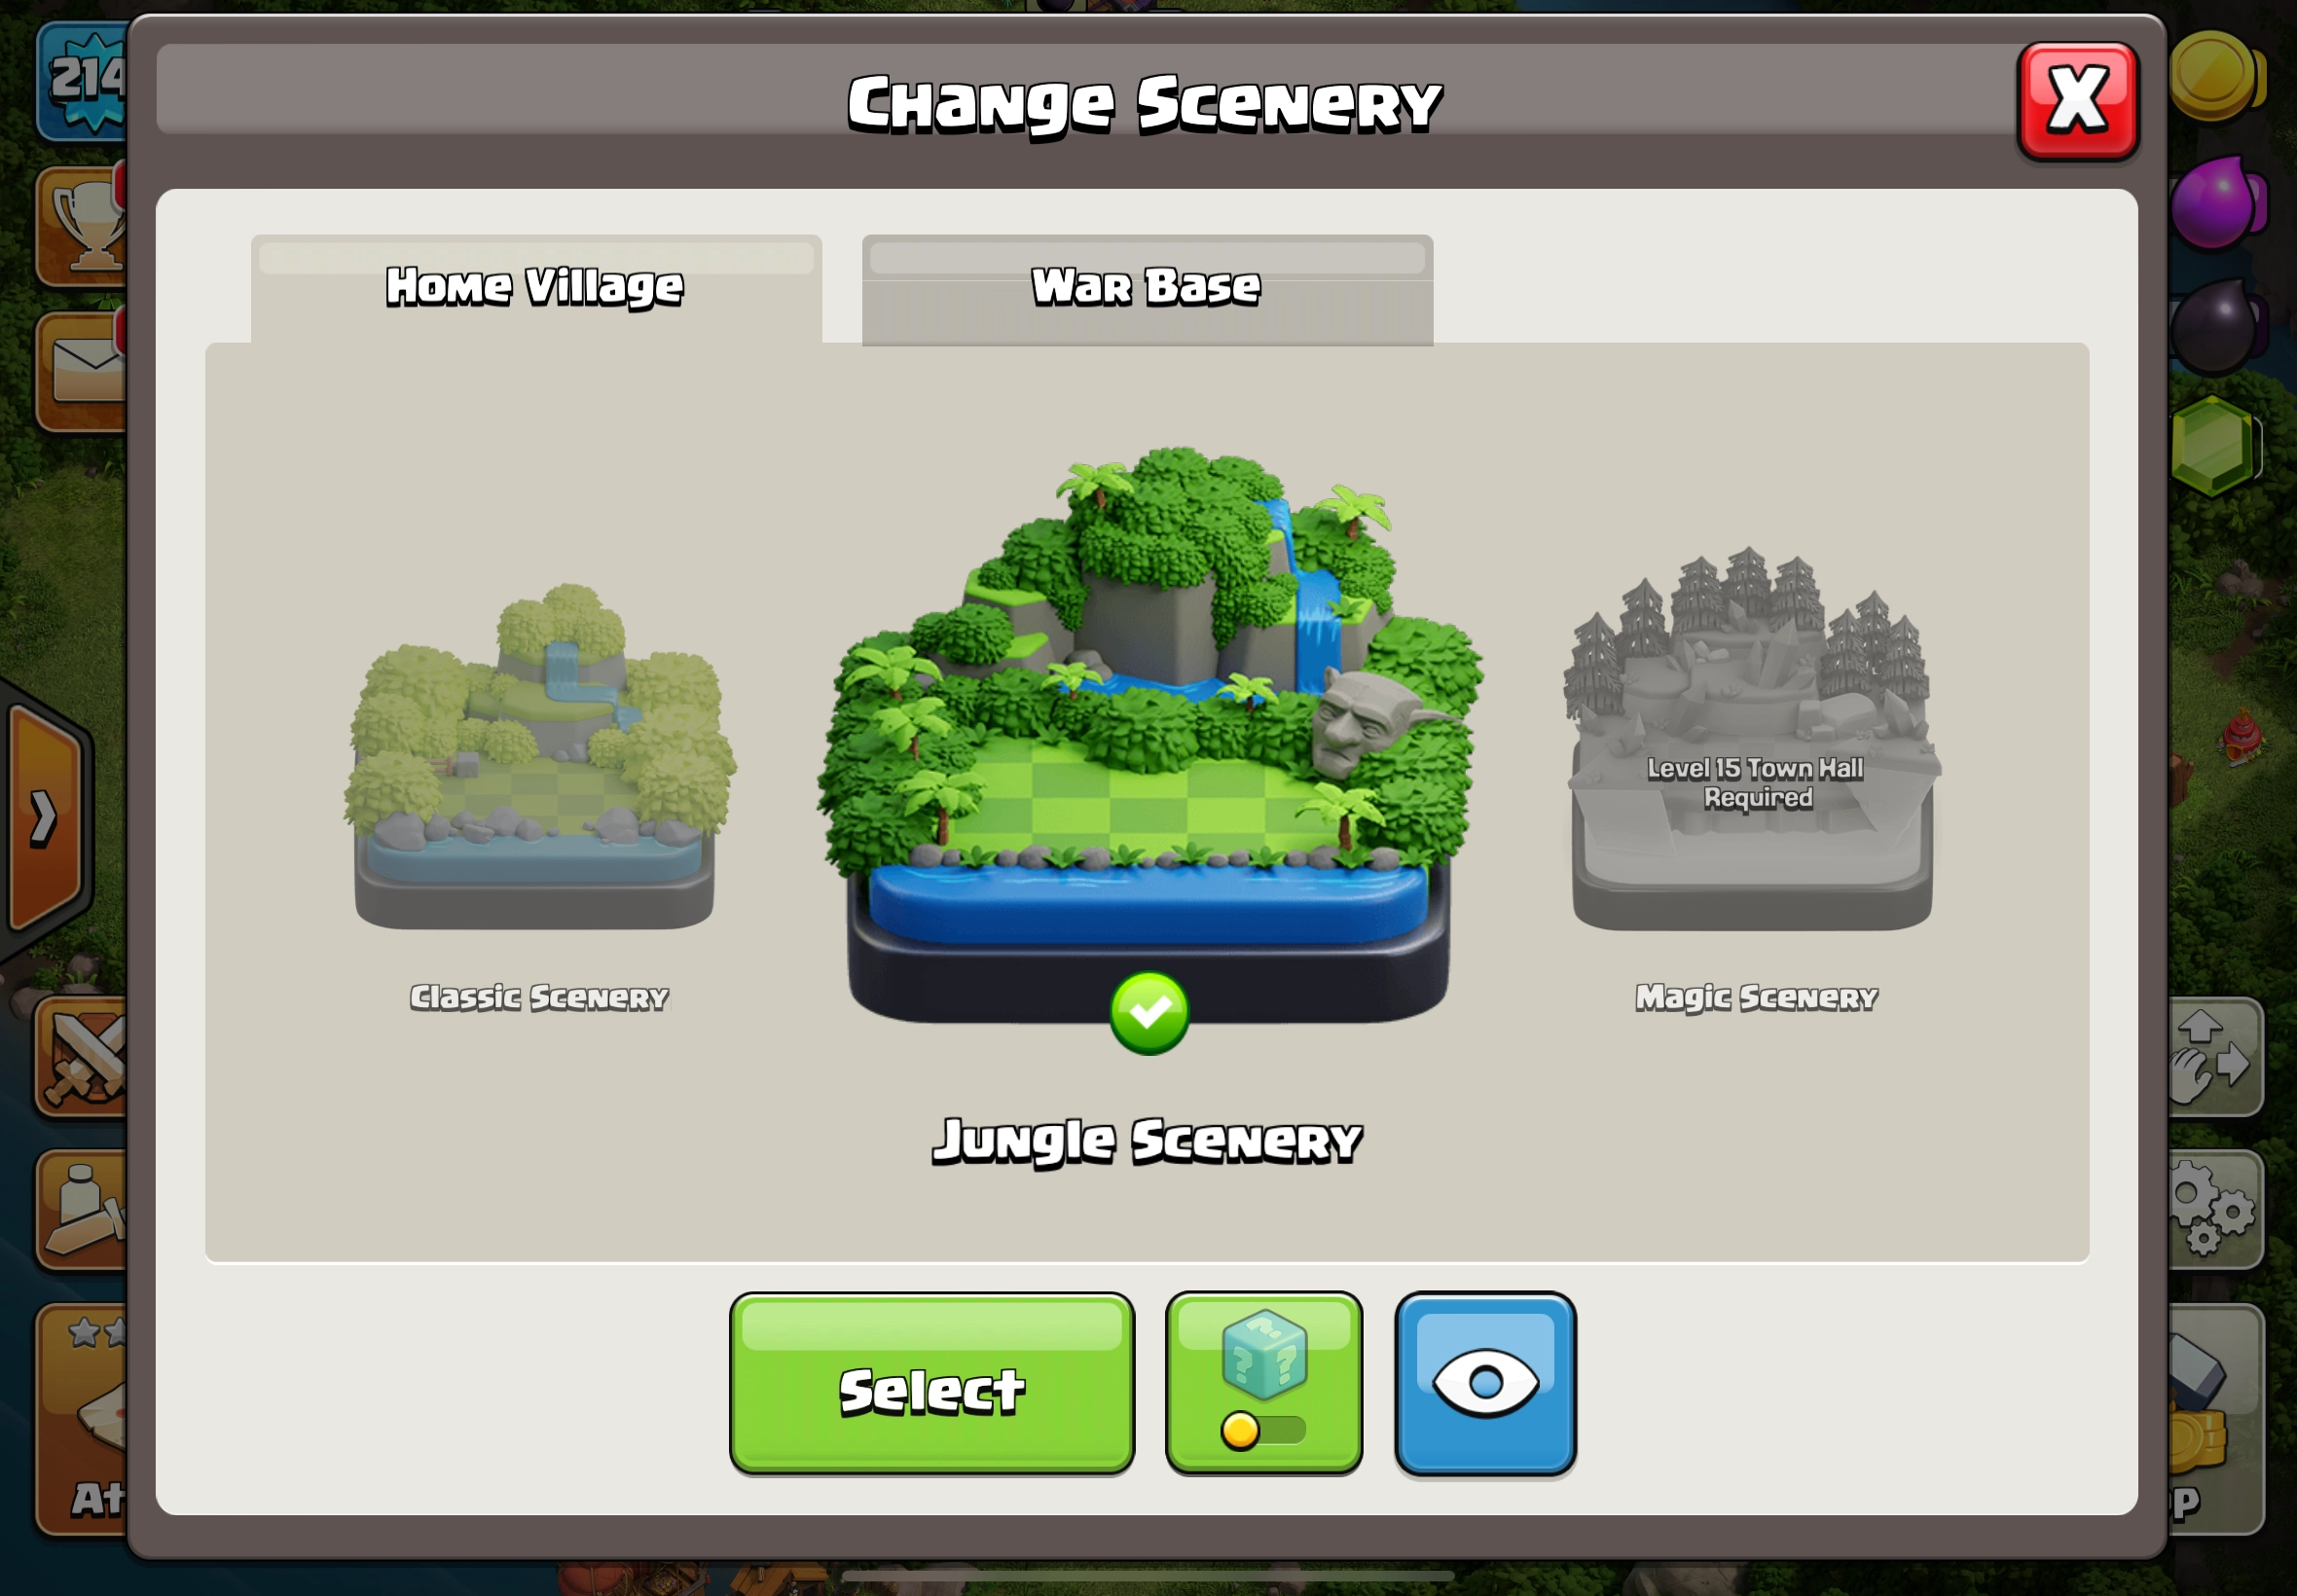 Change Scenery
X
214
Home Village
War Base
Level 15 Town Hall
Required
Classic Scenery
Magic Scenery
Jungle Scenery
Select
? ? ?